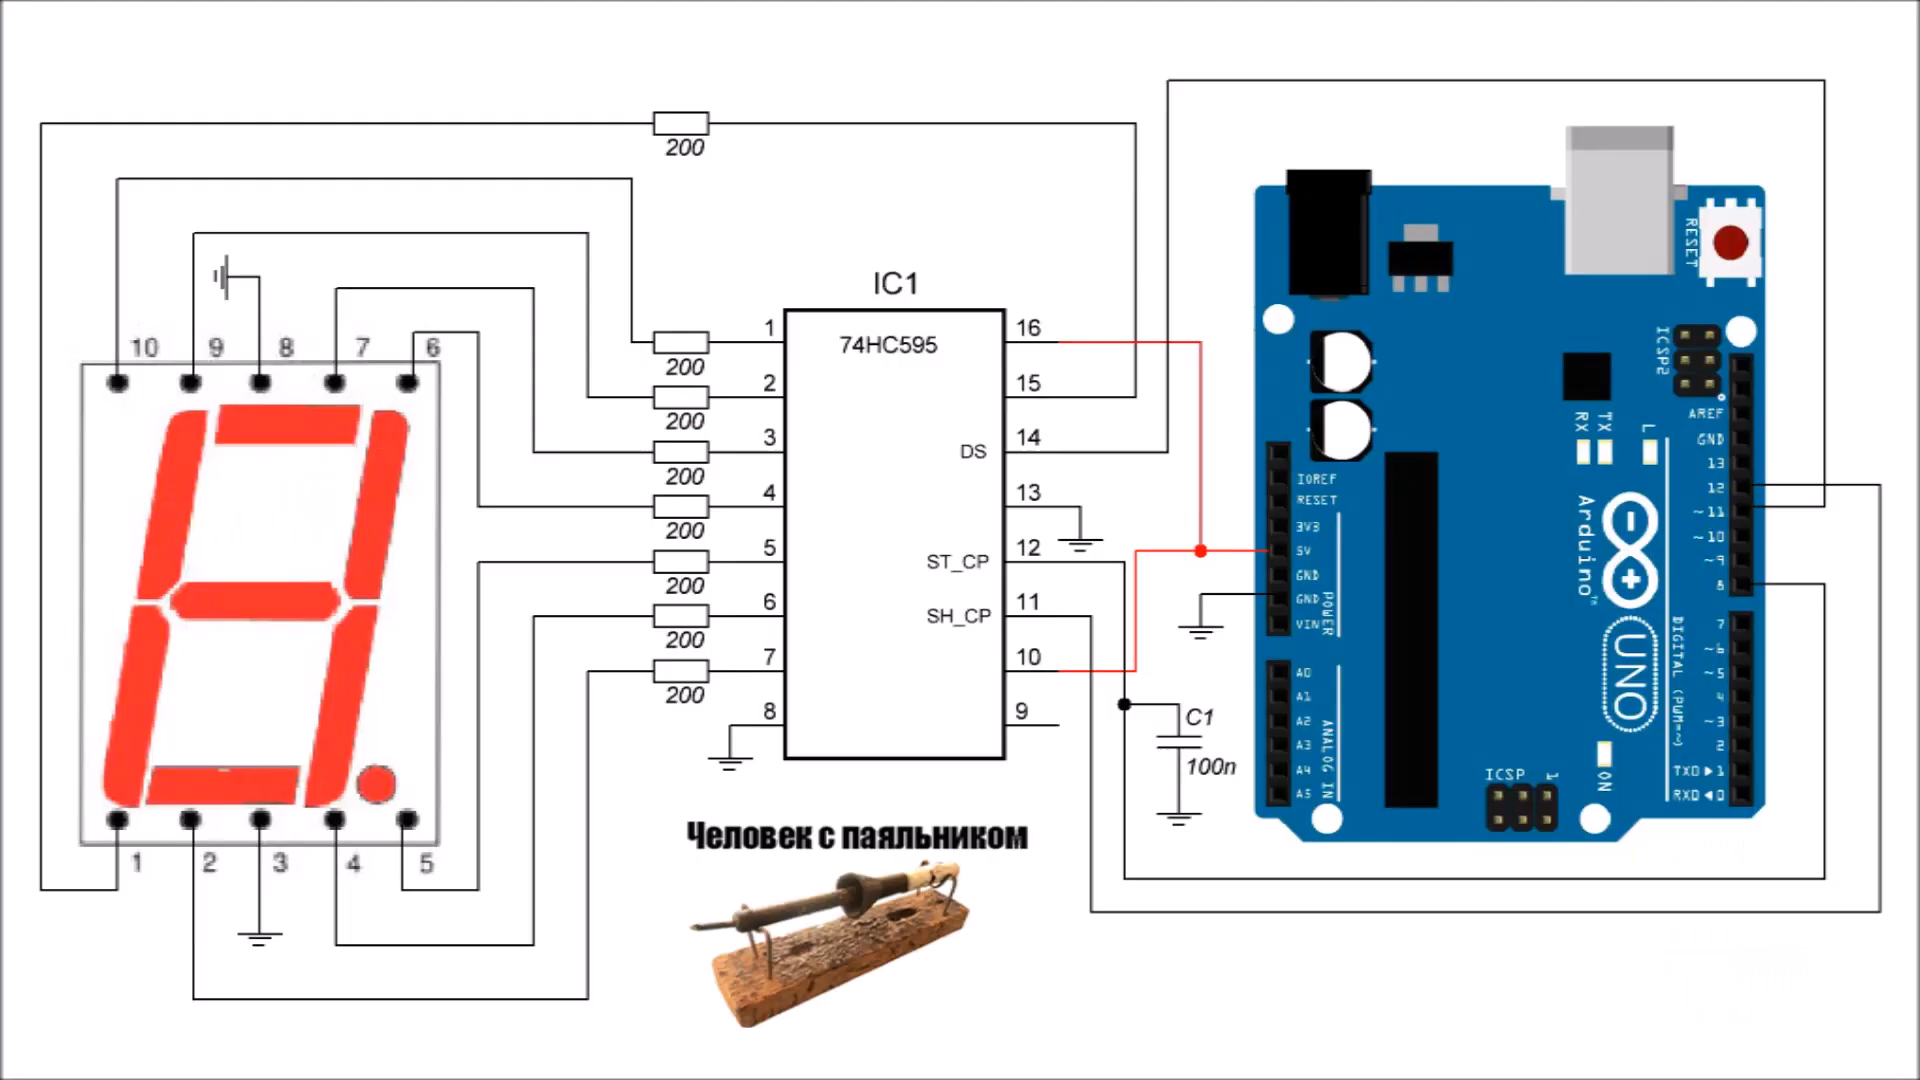 200
10 9 8 7 6
1 2 3 4 5
IC1
74HC595
1 16
200
2 15
200
3 DS 14
200
4 13
200
5 ST_CP 12
200
6 SH_CP 11
200
7 10
200
8 9
C1
100n
Человек с паяльником
RESET
ICSP2
AREF
GND
13
12
~11
~10
~9
8
7
~6
~5
4
~3
2
TXD ▶ 1
RXD ◀ 0
DIGITAL (PWM=~)
RX TX L
Arduino™
UNO
ON
ICSP 1
IOREF
RESET
3V3
5V
GND
GND
VIN
POWER
A0
A1
A2
A3
A4
A5
ANALOG IN